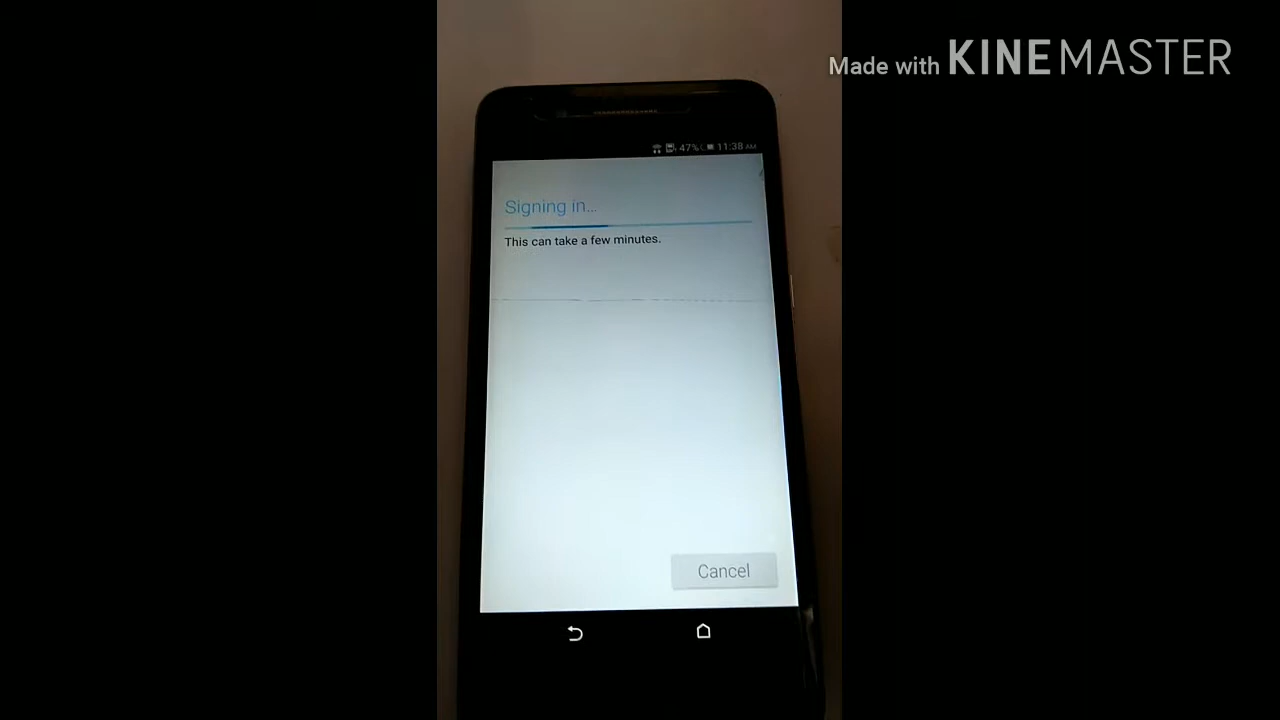 Made with KINEMASTER
47% 11:38 AM
Signing in...
This can take a few minutes.
Cancel